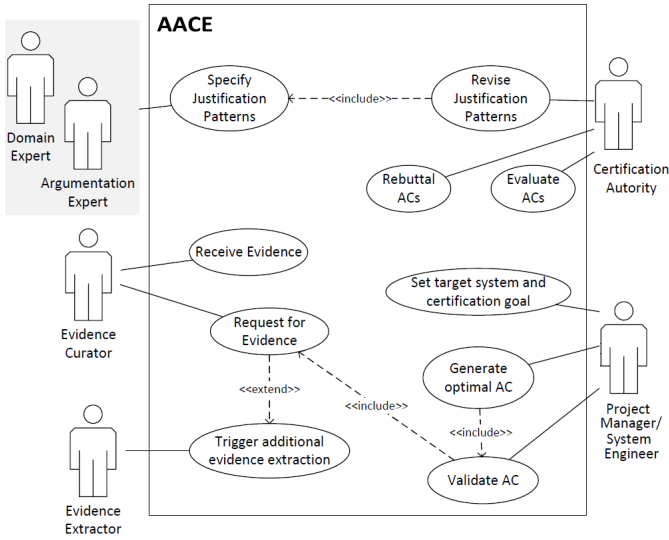 AACE
Domain
Expert
Argumentation
Expert
Specify
Justification
Patterns
<<include>>
Revise
Justification
Patterns
Certification
Autority
Rebuttal
ACs
Evaluate
ACs
Evidence
Curator
Receive Evidence
Request for
Evidence
Set target system and
certification goal
Generate
optimal AC
Project
Manager/
System
Engineer
<<extend>>
<<include>>
<<include>>
Evidence
Extractor
Trigger additional
evidence extraction
Validate AC